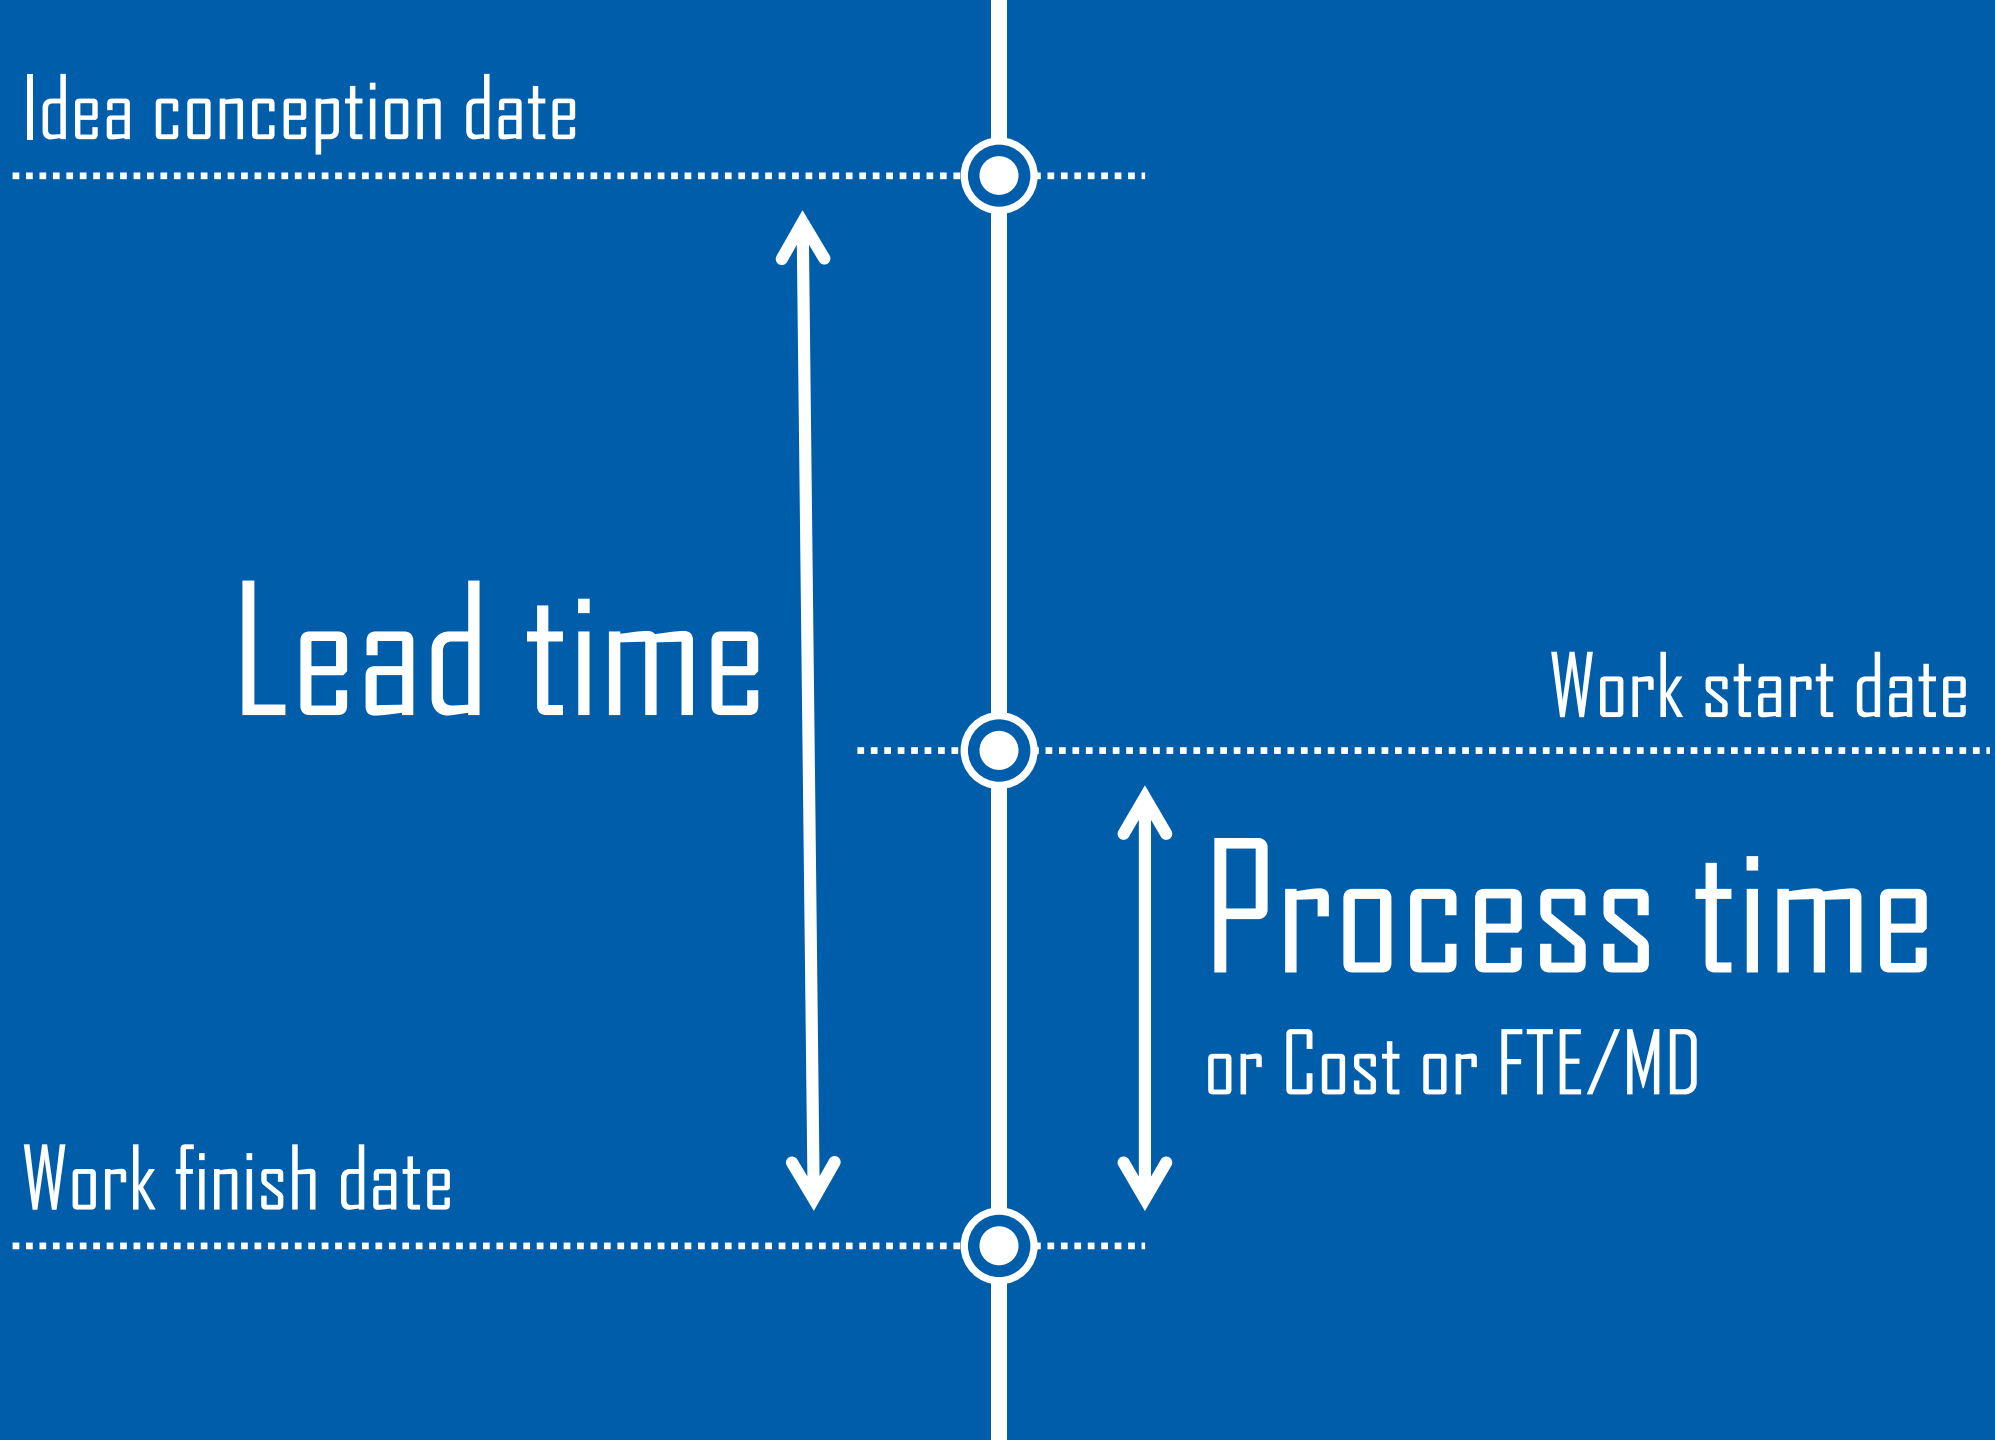 Idea conception date
Lead time
Work start date
Process time
or Cost or FTE/MD
Work finish date